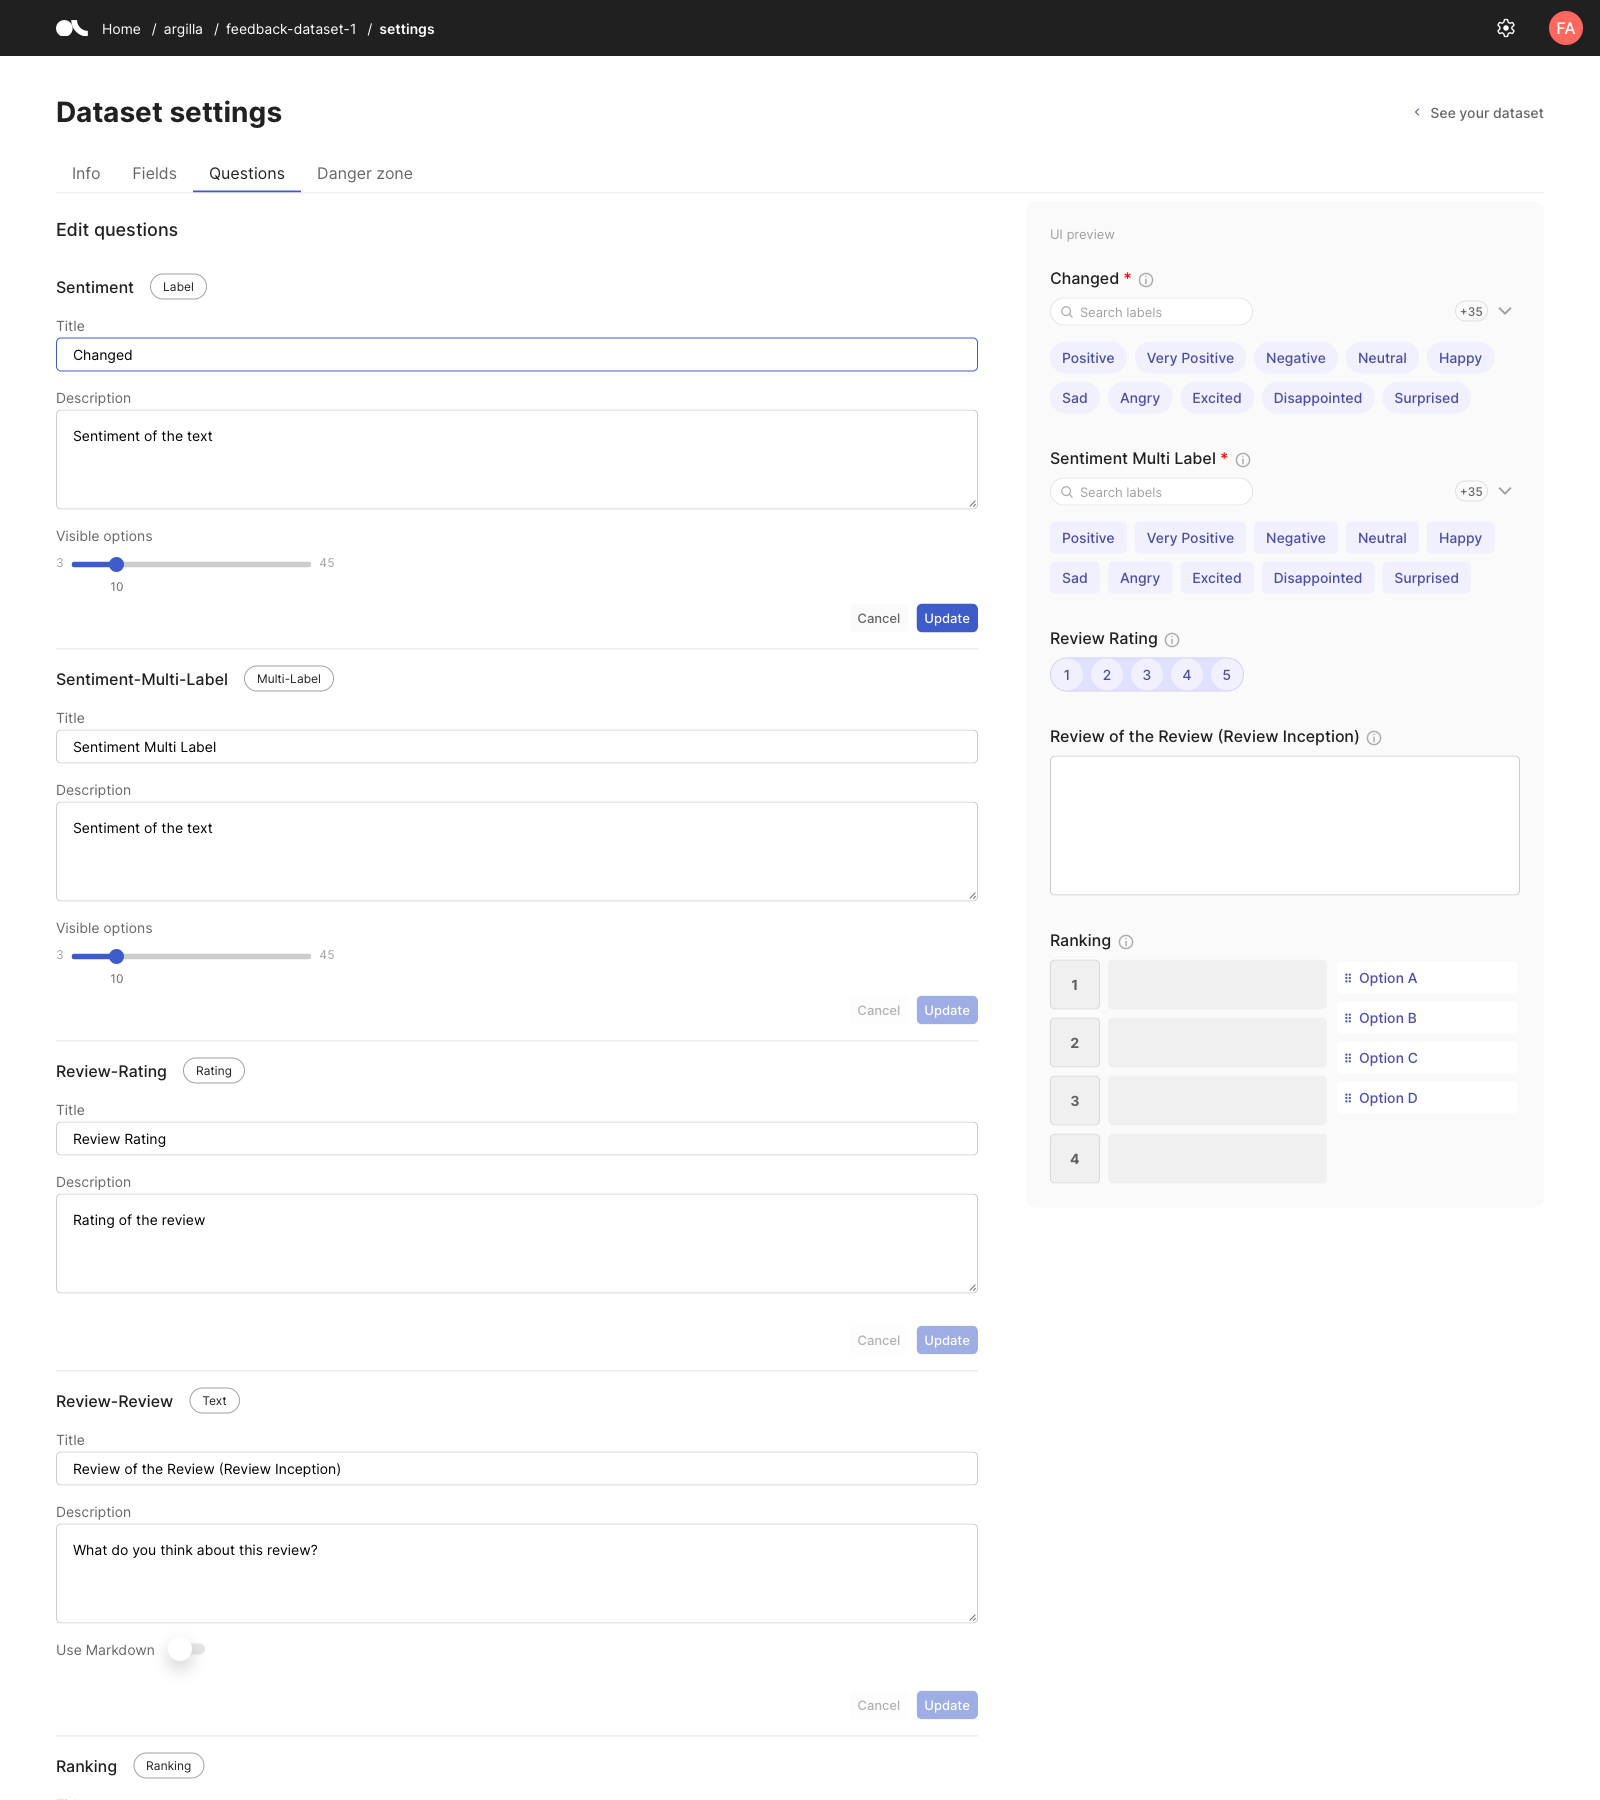 Home / argilla / feedback-dataset-1 / settings
FA
Dataset settings
See your dataset
Info Fields Questions Danger zone
Edit questions
Sentiment Label
Title
Changed
Description
Sentiment of the text
Visible options
3 45
10
Cancel Update
Sentiment-Multi-Label Multi-Label
Title
Sentiment Multi Label
Description
Sentiment of the text
Visible options
3 45
10
Cancel Update
Review-Rating Rating
Title
Review Rating
Description
Rating of the review
Cancel Update
Review-Review Text
Title
Review of the Review (Review Inception)
Description
What do you think about this review?
Use Markdown
Cancel Update
Ranking Ranking
UI preview
Changed *
Search labels +35
Positive Very Positive Negative Neutral Happy
Sad Angry Excited Disappointed Surprised
Sentiment Multi Label *
Search labels +35
Positive Very Positive Negative Neutral Happy
Sad Angry Excited Disappointed Surprised
Review Rating
1 2 3 4 5
Review of the Review (Review Inception)
Ranking
1
2
3
4
Option A
Option B
Option C
Option D